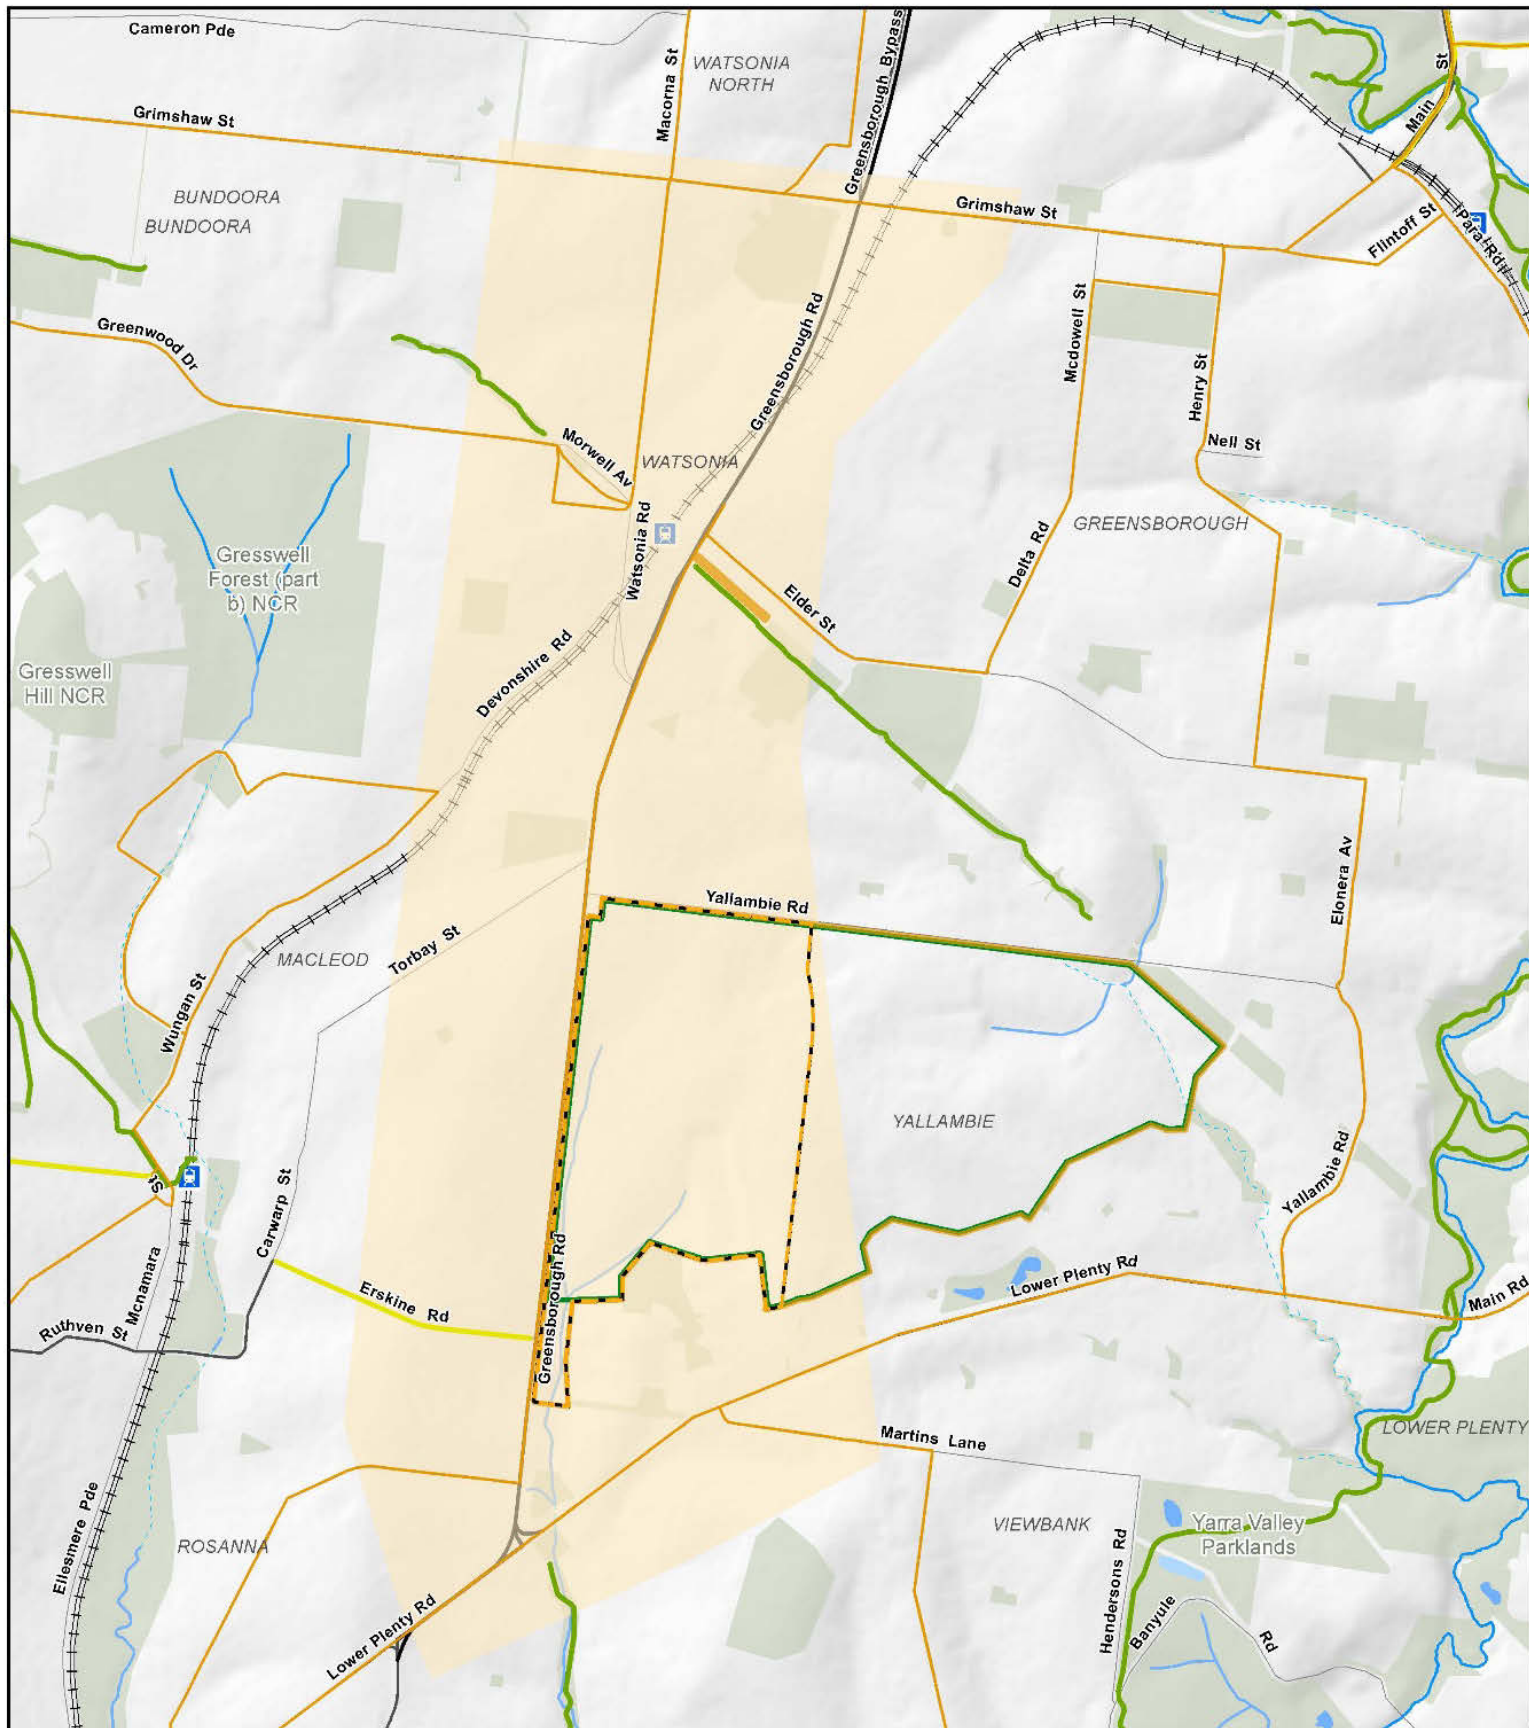 Cameron Pde
WATSONIA
NORTH
Macorna St
Greensborough Bypass
Main
St
Grimshaw St
BUNDOORA
BUNDOORA
Grimshaw St
Flintoff St
Para Rd
Greenwood Dr
Greensborough Rd
Mcdowell St
Henry St
Nell St
Morwell Av
WATSONIA
Watsonia Rd
GREENSBOROUGH
Delta Rd
Elder St
Gresswell
Forest (part
b) NCR
Gresswell
Hill NCR
Devonshire Rd
Elonera Av
Yallambie Rd
Torbay St
MACLEOD
Wungan St
YALLAMBIE
Yallambie Rd
St
Carwarp St
Mcnamara
Ruthven St
Erskine Rd
Greensborough Rd
Greensborough Rd
Lower Plenty Rd
Main Rd
LOWER PLENTY
Martins Lane
Ellesmere Pde
ROSANNA
VIEWBANK
Yarra Valley
Parklands
Hendersons Rd
Banyule
Rd
Lower Plenty Rd